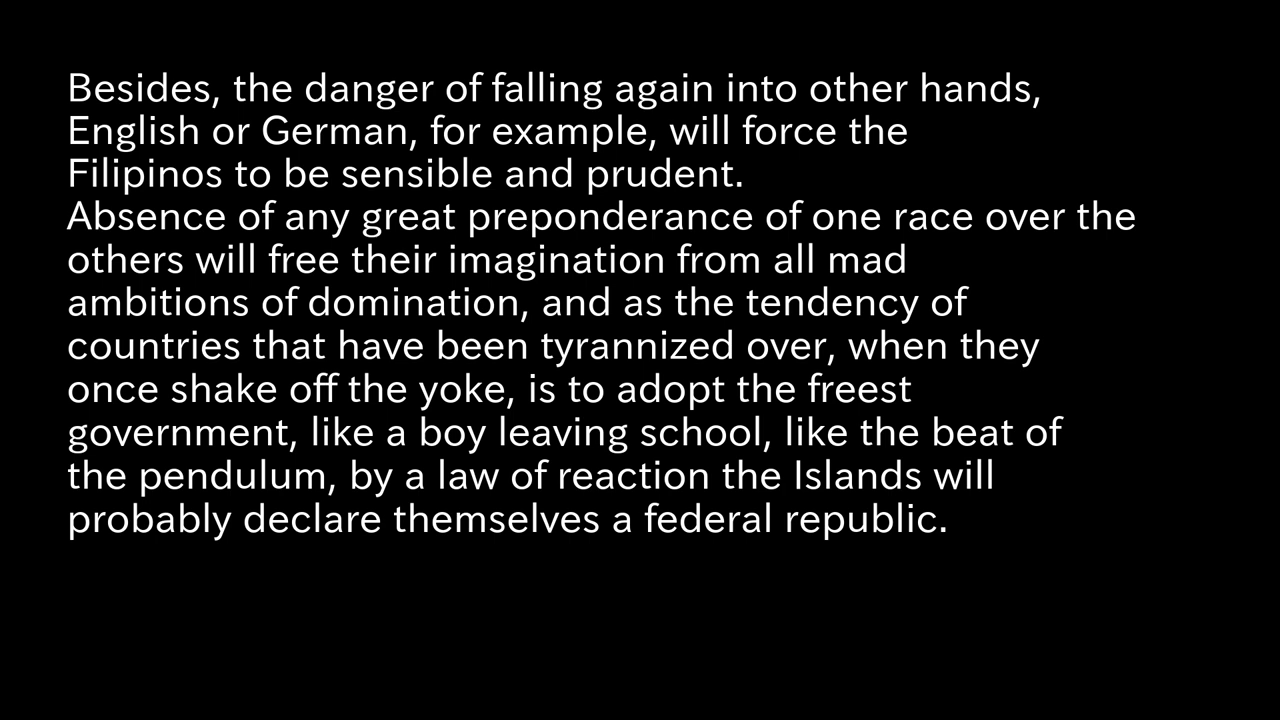 Besides, the danger of falling again into other hands,
English or German, for example, will force the
Filipinos to be sensible and prudent.
Absence of any great preponderance of one race over the
others will free their imagination from all mad
ambitions of domination, and as the tendency of
countries that have been tyrannized over, when they
once shake off the yoke, is to adopt the freest
government, like a boy leaving school, like the beat of
the pendulum, by a law of reaction the Islands will
probably declare themselves a federal republic.